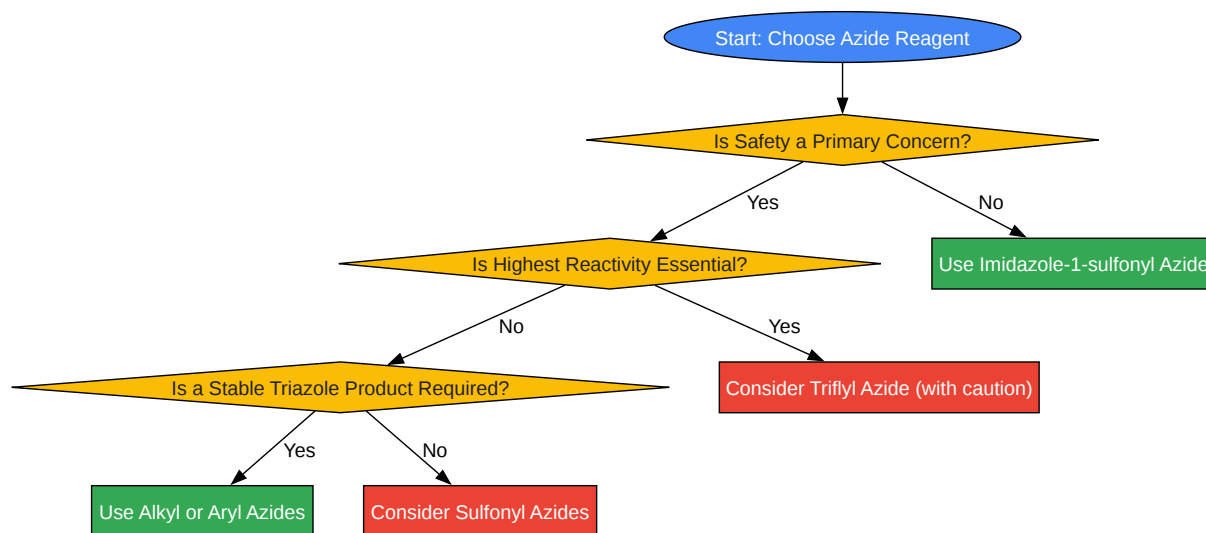 Start: Choose Azide Reagent
Is Safety a Primary Concern?
Yes
No
Is Highest Reactivity Essential?
Use Imidazole-1-sulfonyl Azide
No
Yes
Is a Stable Triazole Product Required?
Consider Triflyl Azide (with caution)
Yes
No
Use Alkyl or Aryl Azides
Consider Sulfonyl Azides